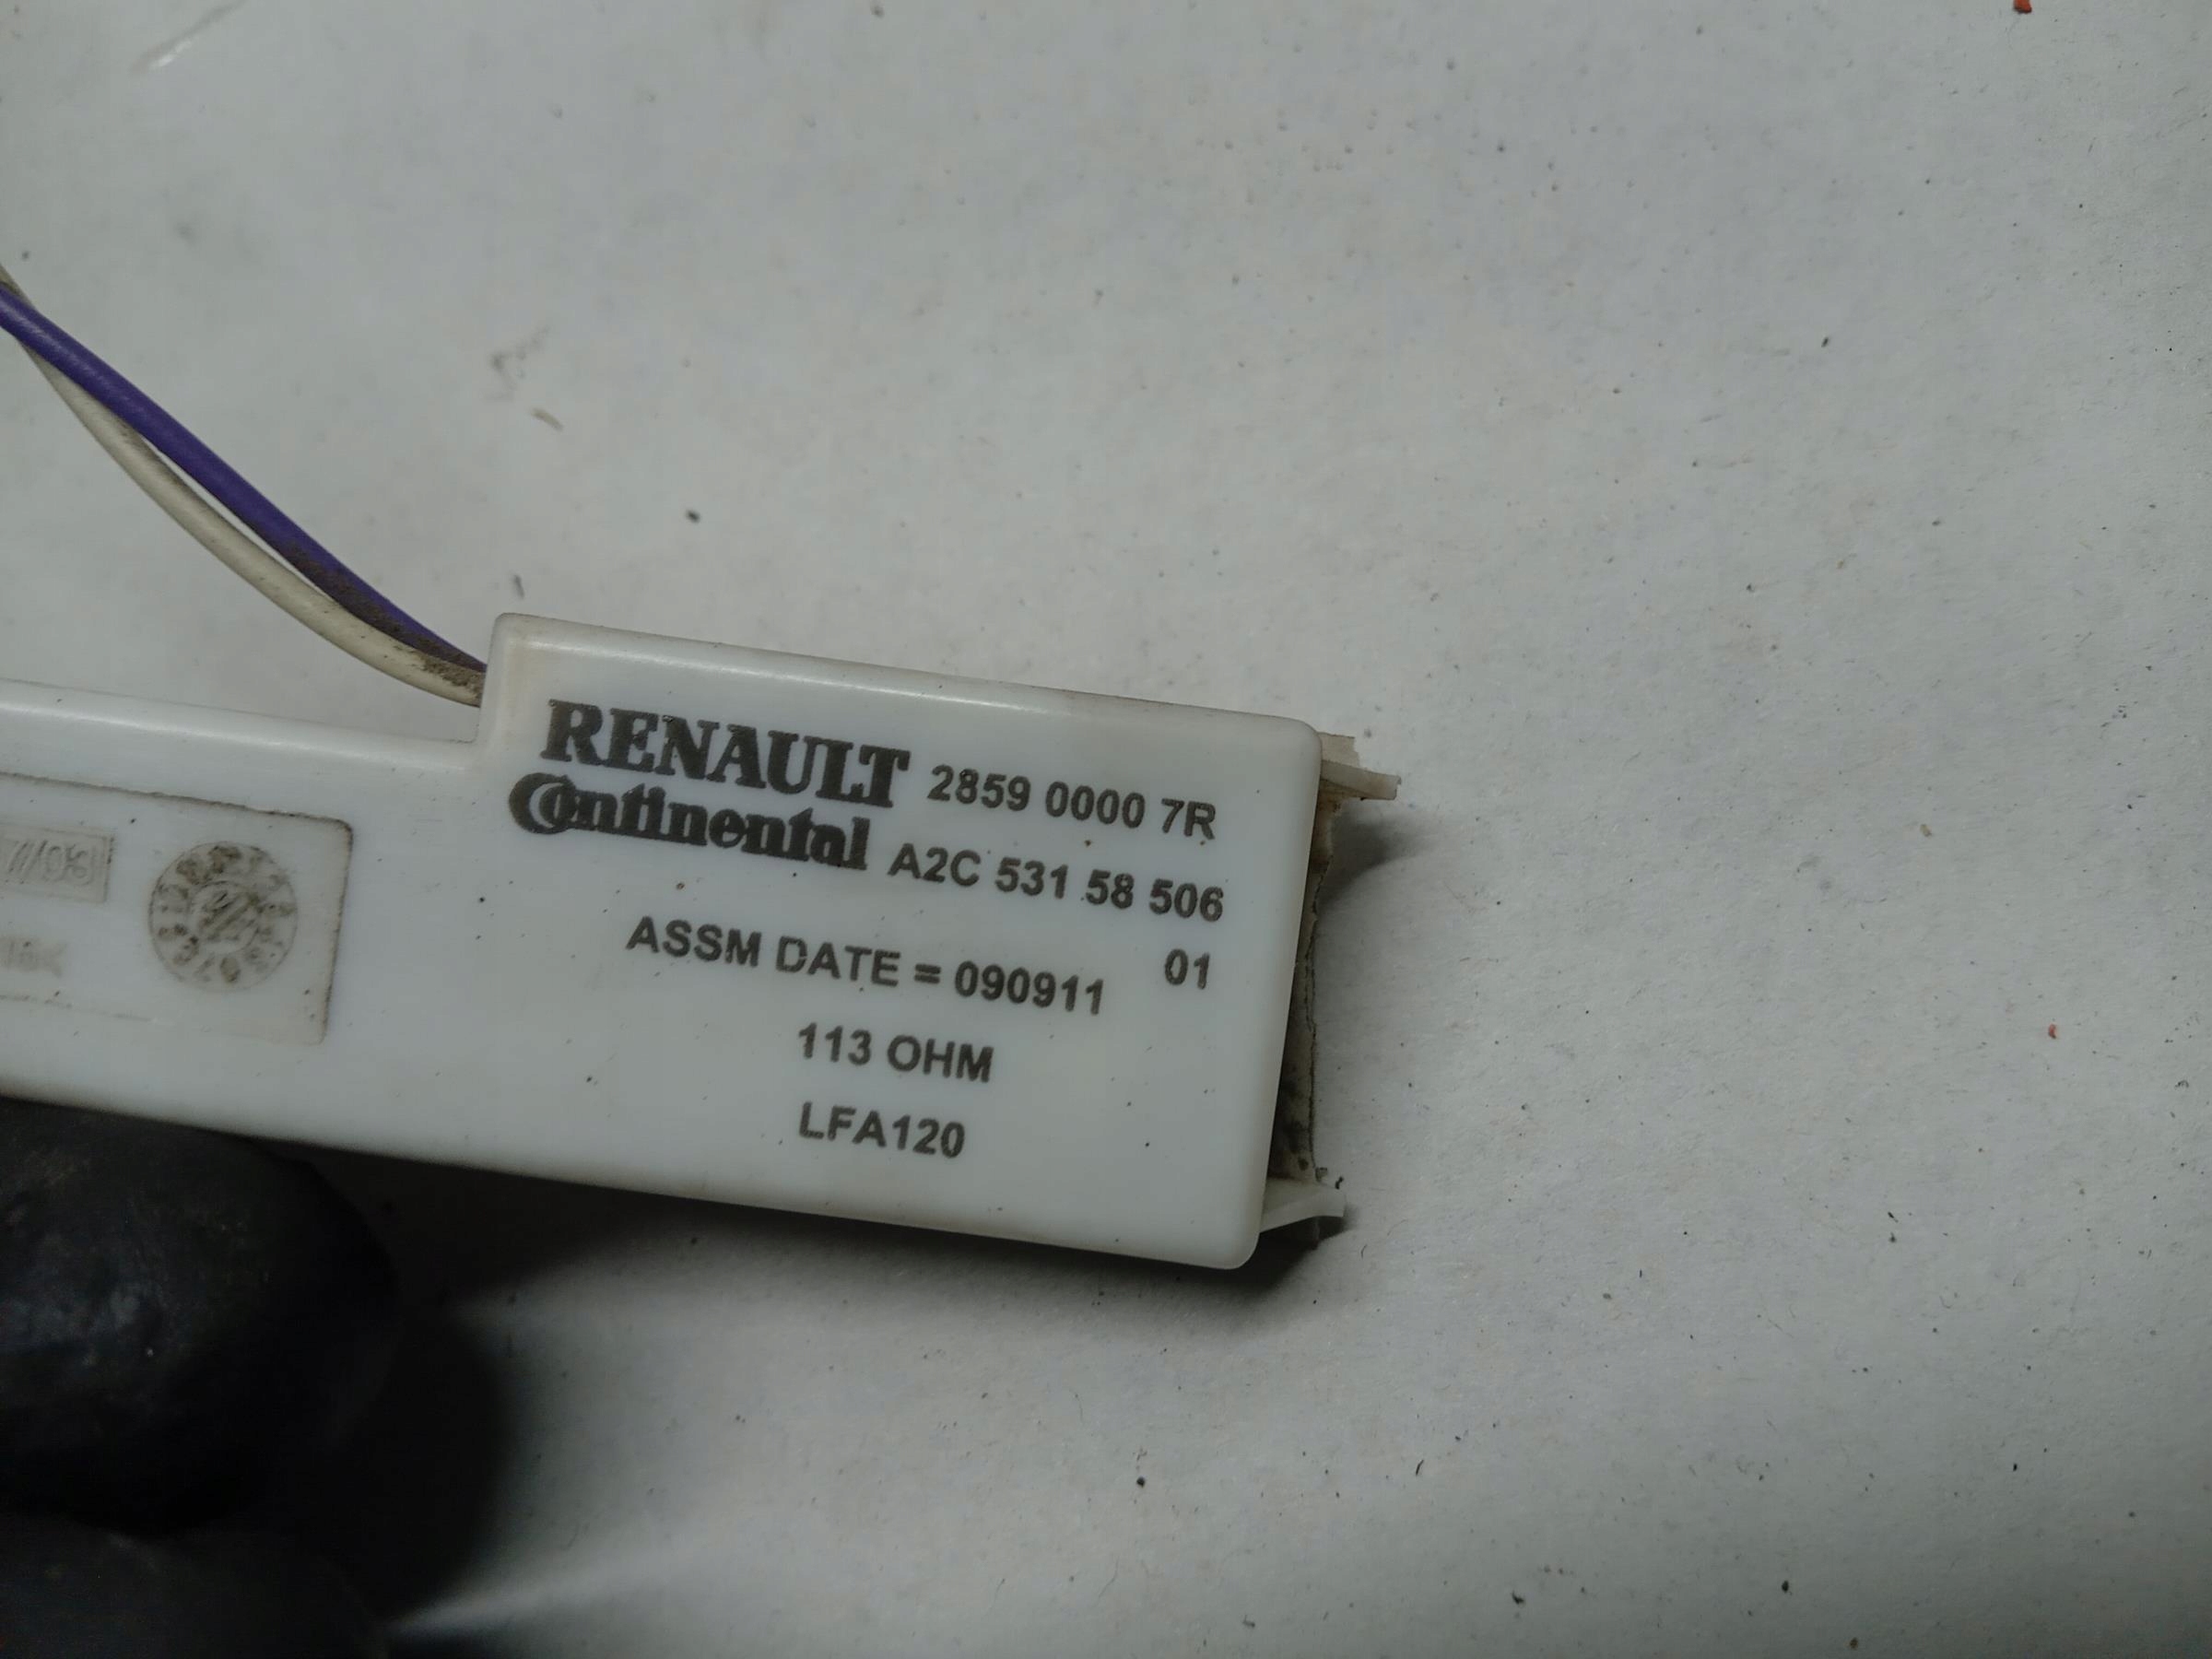 RENAULT 2859 0000 7R
Continental A2C 531 58 506
ASSM DATE = 090911 01
113 OHM
LFA120